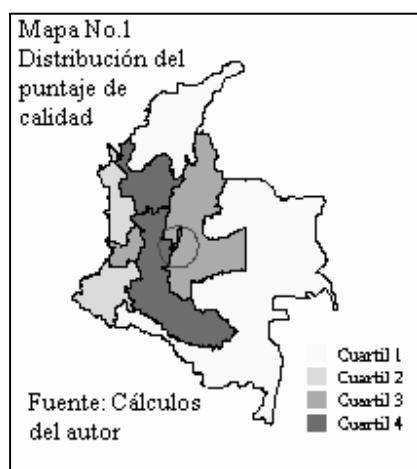 Mapa No.1
Distribución del
puntaje de
calidad
Cuartil 1
Cuartil 2
Cuartil 3
Cuartil 4
Fuente: Cálculos
del autor